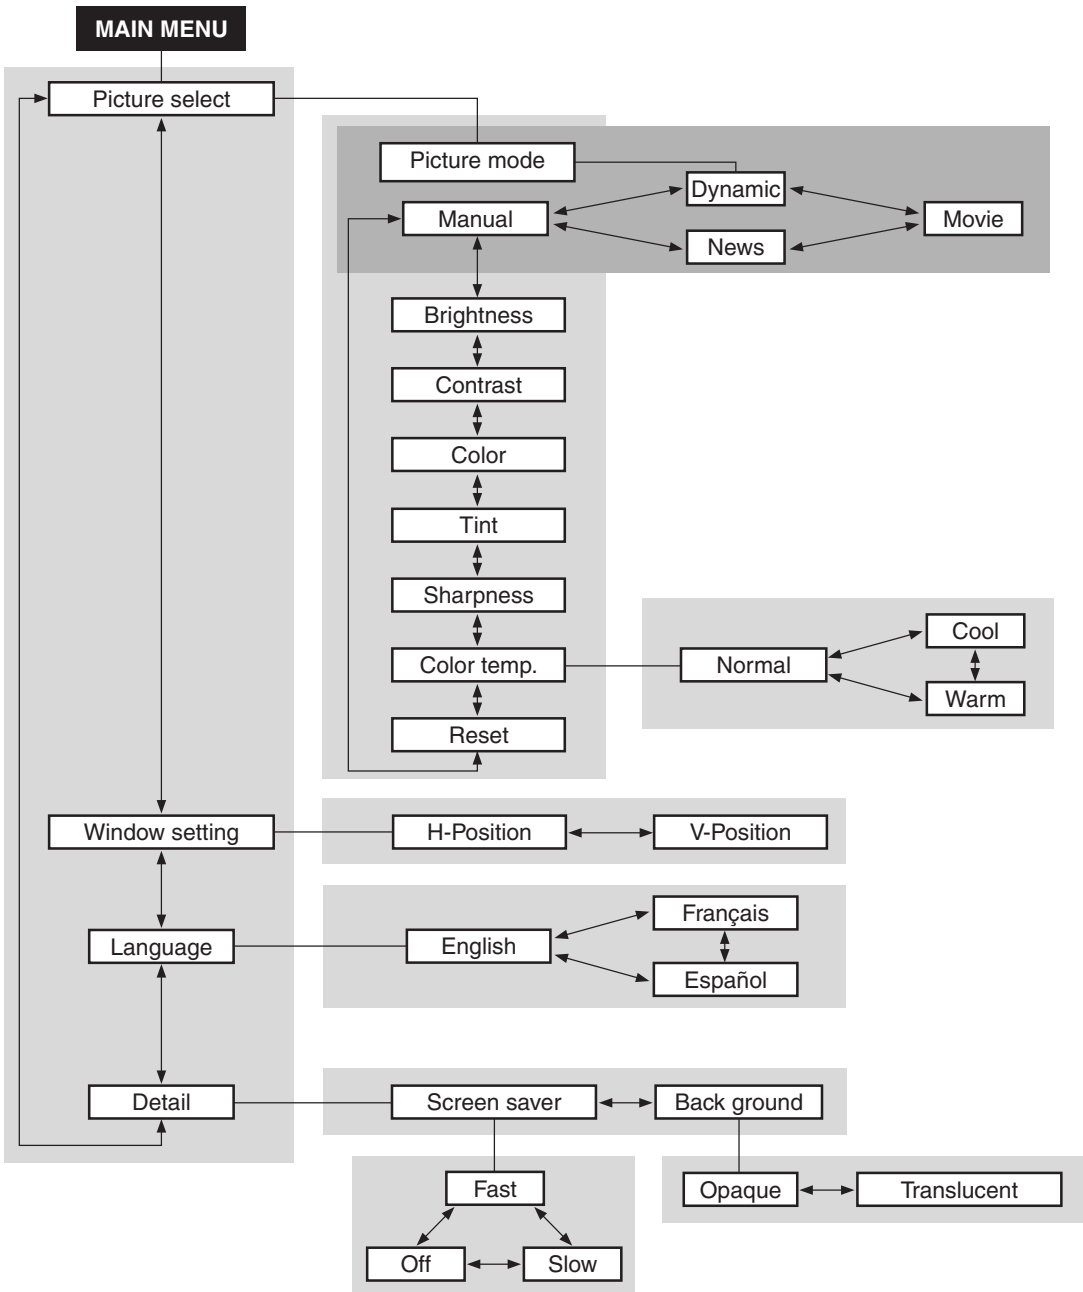 MAIN MENU
Picture select
Picture mode
Dynamic
Manual
Movie
News
Brightness
Contrast
Color
Tint
Sharpness
Cool
Color temp.
Normal
Warm
Reset
Window setting
H-Position
V-Position
Français
Language
English
Español
Detail
Screen saver
Back ground
Fast
Opaque
Translucent
Off
Slow